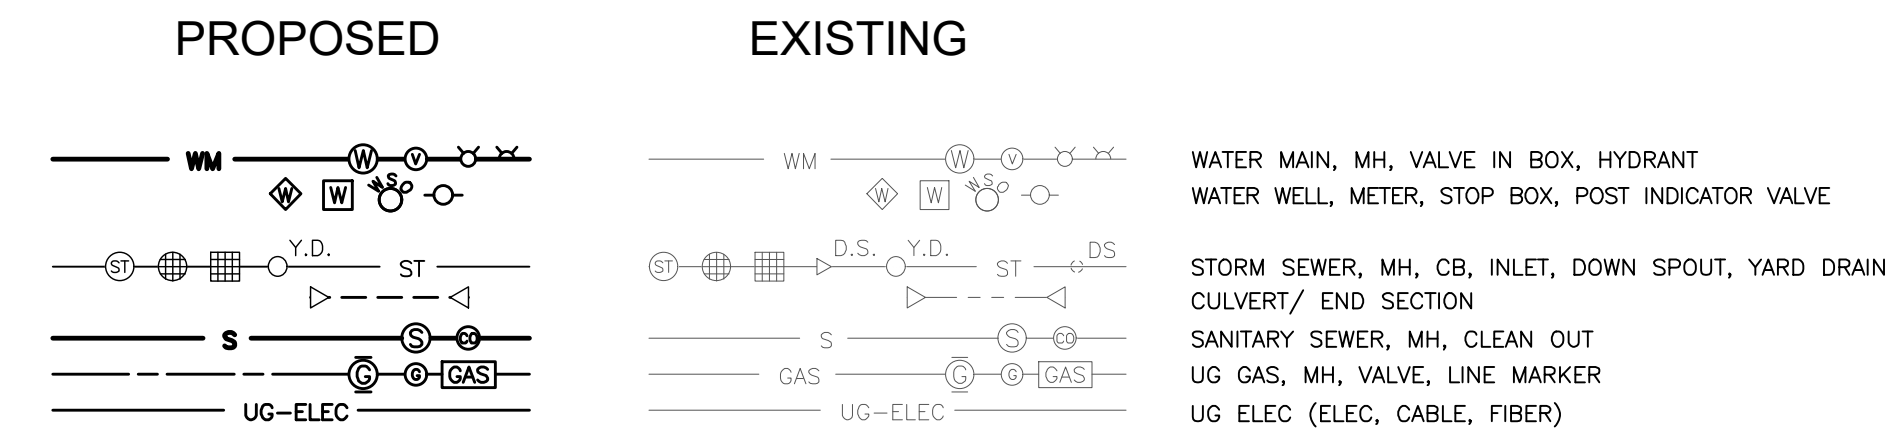 PROPOSED EXISTING
WM W V WM W V WATER MAIN, MH, VALVE IN BOX, HYDRANT
W W WSO W W WSO WATER WELL, METER, STOP BOX, POST INDICATOR VALVE
Y.D. D.S. Y.D. DS
ST ST ST ST STORM SEWER, MH, CB, INLET, DOWN SPOUT, YARD DRAIN
CULVERT/ END SECTION
S S CO S S CO SANITARY SEWER, MH, CLEAN OUT
G G GAS GAS G G GAS UG GAS, MH, VALVE, LINE MARKER
UG-ELEC UG-ELEC UG ELEC (ELEC, CABLE, FIBER)